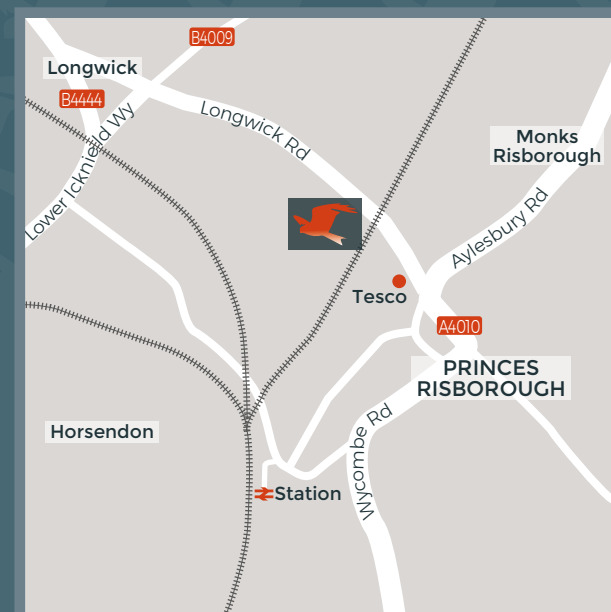 B4009
Longwick
B4444
Longwick Rd
Lower Icknield Wy
Monks
Risborough
Aylesbury Rd
Tesco
A4010
PRINCES
RISBOROUGH
Horsendon
Wycombe Rd
Station